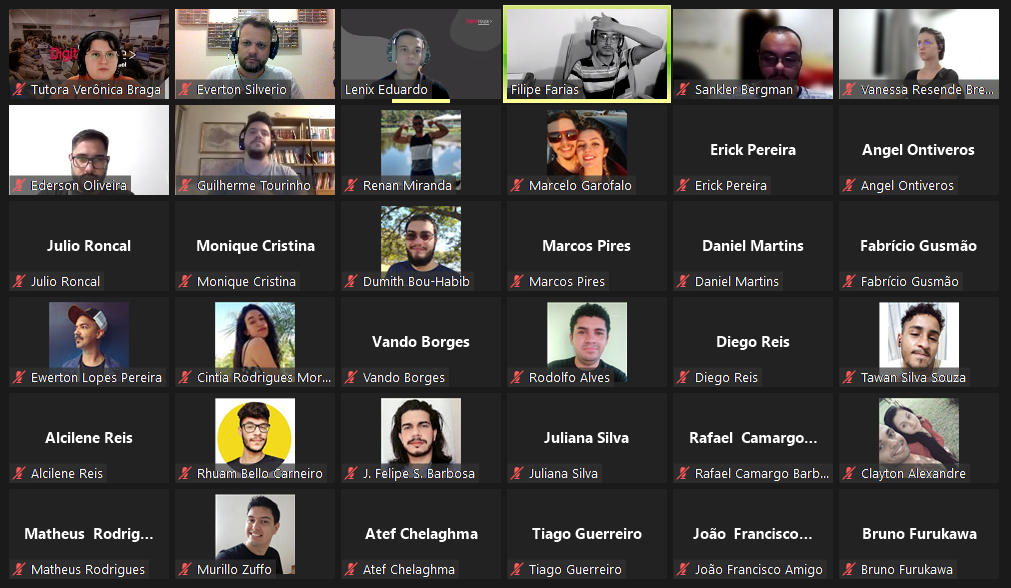 Digit
Tutora Verônica Braga
Everton Silverio
Lenix Eduardo
Filipe Farias
Sankler Bergman
Vanessa Resende Bre...
Ederson Oliveira
Guilherme Tourinho
Renan Miranda
Marcelo Garofalo
Erick Pereira
Erick Pereira
Angel Ontiveros
Angel Ontiveros
Julio Roncal
Julio Roncal
Monique Cristina
Monique Cristina
Dumith Bou-Habib
Marcos Pires
Marcos Pires
Daniel Martins
Daniel Martins
Fabrício Gusmão
Fabrício Gusmão
Ewerton Lopes Pereira
Cintia Rodrigues Mor...
Vando Borges
Vando Borges
Rodolfo Alves
Diego Reis
Diego Reis
Tawan Silva Souza
Alcilene Reis
Alcilene Reis
Rhuam Bello Carneiro
J. Felipe S. Barbosa
Juliana Silva
Juliana Silva
Rafael Camargo...
Rafael Camargo Barb...
Clayton Alexandre
Matheus Rodrig...
Matheus Rodrigues
Murillo Zuffo
Atef Chelaghma
Atef Chelaghma
Tiago Guerreiro
Tiago Guerreiro
João Francisco...
João Francisco Amigo
Bruno Furukawa
Bruno Furukawa